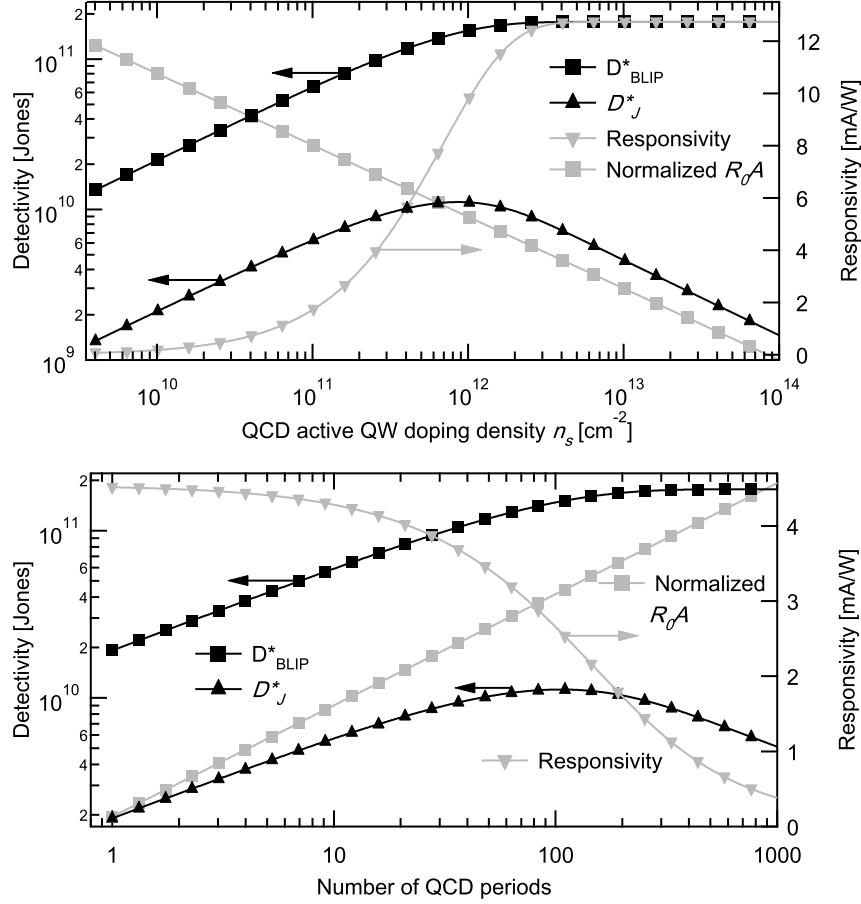 2
10^11
6
4
2
10^10
6
4
2
10^9
Detectivity [Jones]
D*BLIP
D*J
Responsivity
Normalized R0A
12
10
8
6
4
2
0
Responsivity [mA/W]
10^10
10^11
10^12
10^13
10^14
QCD active QW doping density ns [cm^-2]
2
10^11
6
4
2
10^10
6
4
2
Detectivity [Jones]
D*BLIP
D*J
Normalized
R0A
Responsivity
4
3
2
1
0
Responsivity [mA/W]
1
10
100
1000
Number of QCD periods